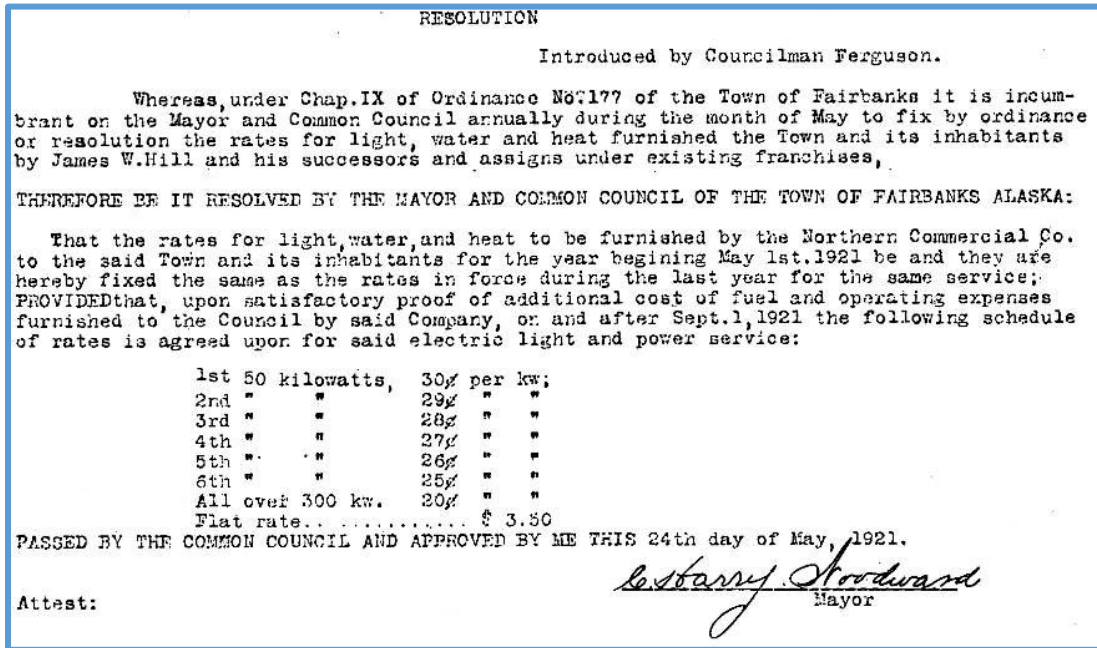 RESOLUTION
Introduced by Councilman Ferguson.
Whereas,under Chap.IX of Ordinance No.177 of the Town of Fairbanks it is incum-
brant on the Mayor and Common Council annually during the month of May to fix by ordinance
or resolution the rates for light, water and heat furnished the Town and its inhabitants
by James W.Hill and his successors and assigns under existing franchises,
THEREFORE BE IT RESOLVED BY THE MAYOR AND COMMON COUNCIL OF THE TOWN OF FAIRBANKS ALASKA:
That the rates for light,water,and heat to be furnished by the Northern Commercial Co.
to the said Town and its inhabitants for the year begining May 1st.1921 be and they are
hereby fixed the same as the rates in force during the last year for the same service;
PROVIDEDthat, upon satisfactory proof of additional cost of fuel and operating expenses
furnished to the Council by said Company, on and after Sept.1,1921 the following schedule
of rates is agreed upon for said electric light and power service:
1st 50 kilowatts, 30¢ per kw;
2nd " " 29¢ " "
3rd " " 28¢ " "
4th " " 27¢ " "
5th " " 26¢ " "
6th " " 25¢ " "
All over 300 kw. 20¢ " "
Flat rate.. ............ $ 3.50
PASSED BY THE COMMON COUNCIL AND APPROVED BY ME THIS 24th day of May, 1921.
C. Harry Woodward
Mayor
Attest: